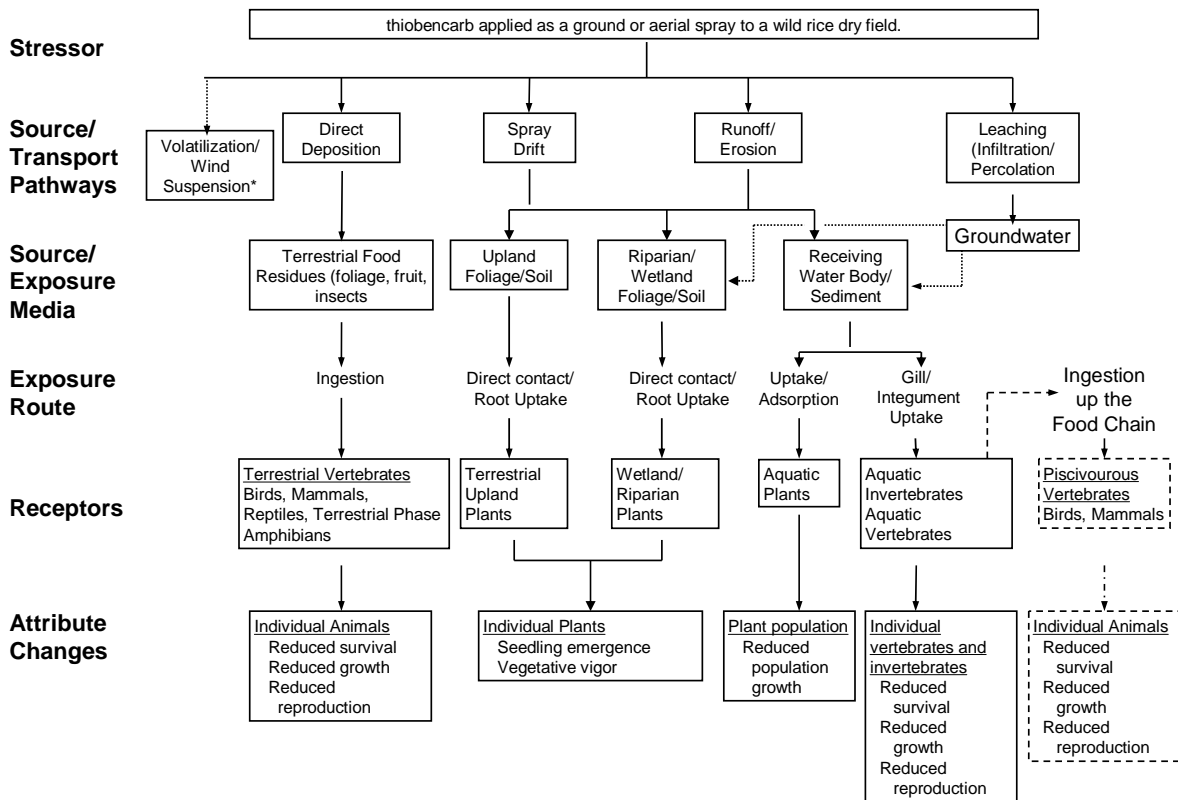 thiobencarb applied as a ground or aerial spray to a wild rice dry field.
Stressor
Source/
Transport
Pathways
Volatilization/
Wind
Suspension*
Direct
Deposition
Spray
Drift
Runoff/
Erosion
Leaching
(Infiltration/
Percolation
Source/
Exposure
Media
Terrestrial Food
Residues (foliage, fruit,
insects
Upland
Foliage/Soil
Riparian/
Wetland
Foliage/Soil
Receiving
Water Body/
Sediment
Groundwater
Exposure
Route
Ingestion
Direct contact/
Root Uptake
Direct contact/
Root Uptake
Uptake/
Adsorption
Gill/
Integument
Uptake
Ingestion
up the
Food Chain
Receptors
Terrestrial Vertebrates
Birds, Mammals,
Reptiles, Terrestrial Phase
Amphibians
Terrestrial
Upland
Plants
Wetland/
Riparian
Plants
Aquatic
Plants
Aquatic
Invertebrates
Aquatic
Vertebrates
Piscivourous
Vertebrates
Birds, Mammals
Attribute
Changes
Individual Animals
Reduced survival
Reduced growth
Reduced
reproduction
Individual Plants
Seedling emergence
Vegetative vigor
Plant population
Reduced
population
growth
Individual
vertebrates and
invertebrates
Reduced
survival
Reduced
growth
Reduced
reproduction
Individual Animals
Reduced
survival
Reduced
growth
Reduced
reproduction